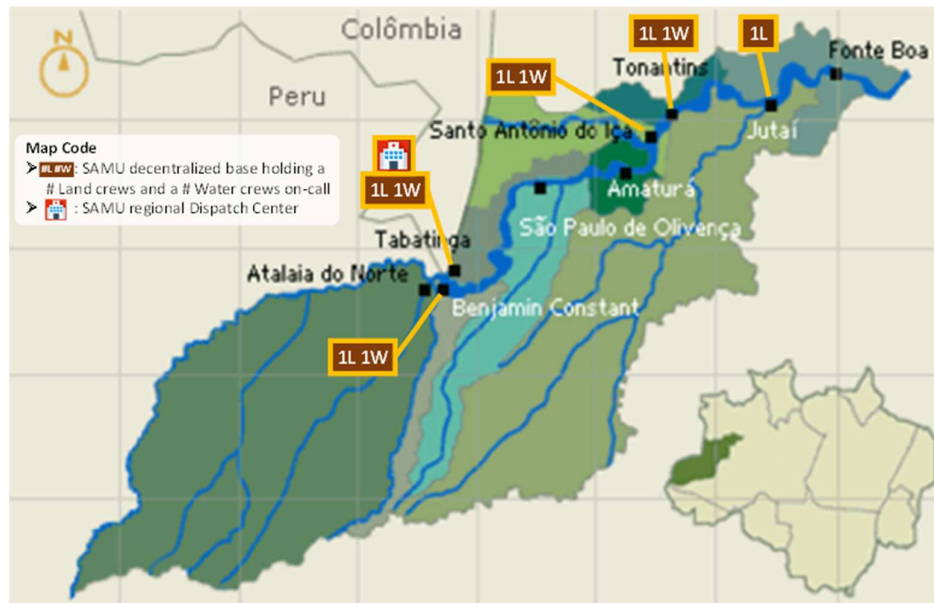 Colômbia
N
Peru
1L 1W
1L
Fonte Boa
Tonantins
1L 1W
Santo Antônio do Içá
Jutaí
Map Code
#L #W : SAMU decentralized base holding a
# Land crews and a # Water crews on-call
: SAMU regional Dispatch Center
1L 1W
Amaturá
São Paulo de Olivença
Tabatinga
Atalaia do Norte
Benjamin Constant
1L 1W